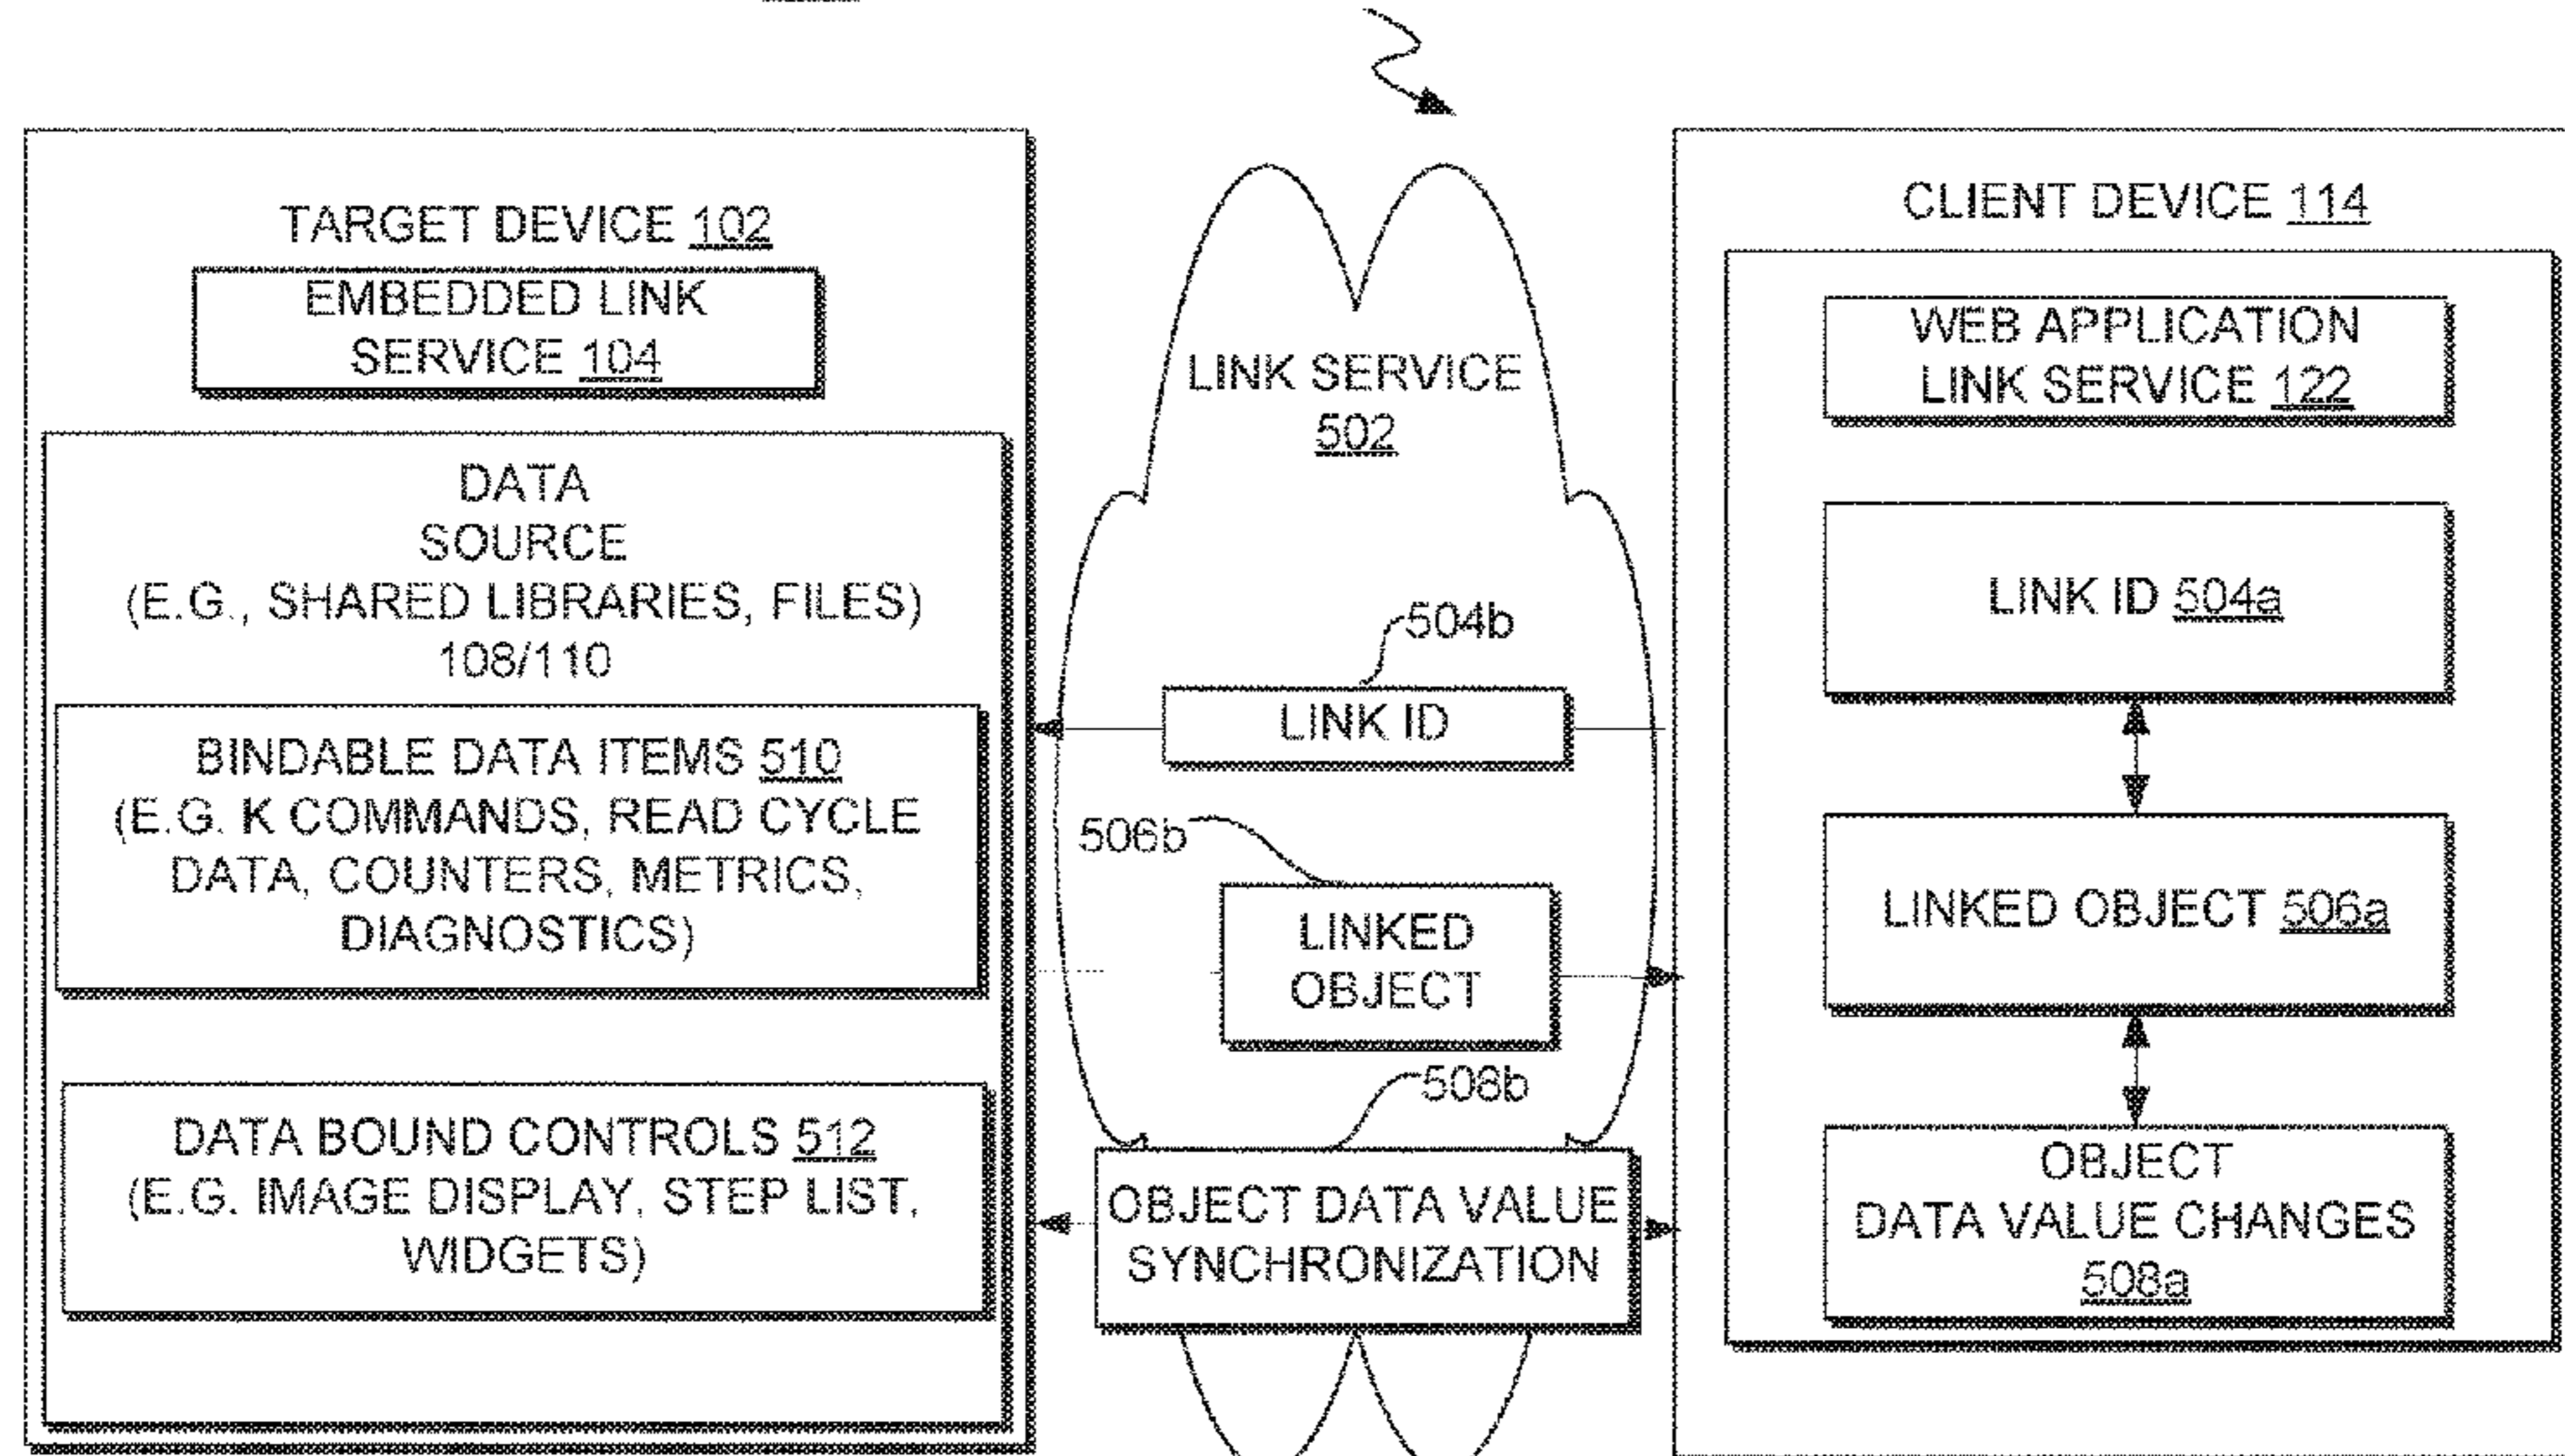 TARGET DEVICE 102
EMBEDDED LINK
SERVICE 104
DATA
SOURCE
(E.G., SHARED LIBRARIES, FILES)
108/110
BINDABLE DATA ITEMS 510
(E.G. K COMMANDS, READ CYCLE
DATA, COUNTERS, METRICS,
DIAGNOSTICS)
DATA BOUND CONTROLS 512
(E.G. IMAGE DISPLAY, STEP LIST,
WIDGETS)
LINK SERVICE
502
504b
LINK ID
506b
LINKED
OBJECT
508b
OBJECT DATA VALUE
SYNCHRONIZATION
CLIENT DEVICE 114
WEB APPLICATION
LINK SERVICE 122
LINK ID 504a
LINKED OBJECT 506a
OBJECT
DATA VALUE CHANGES
508a